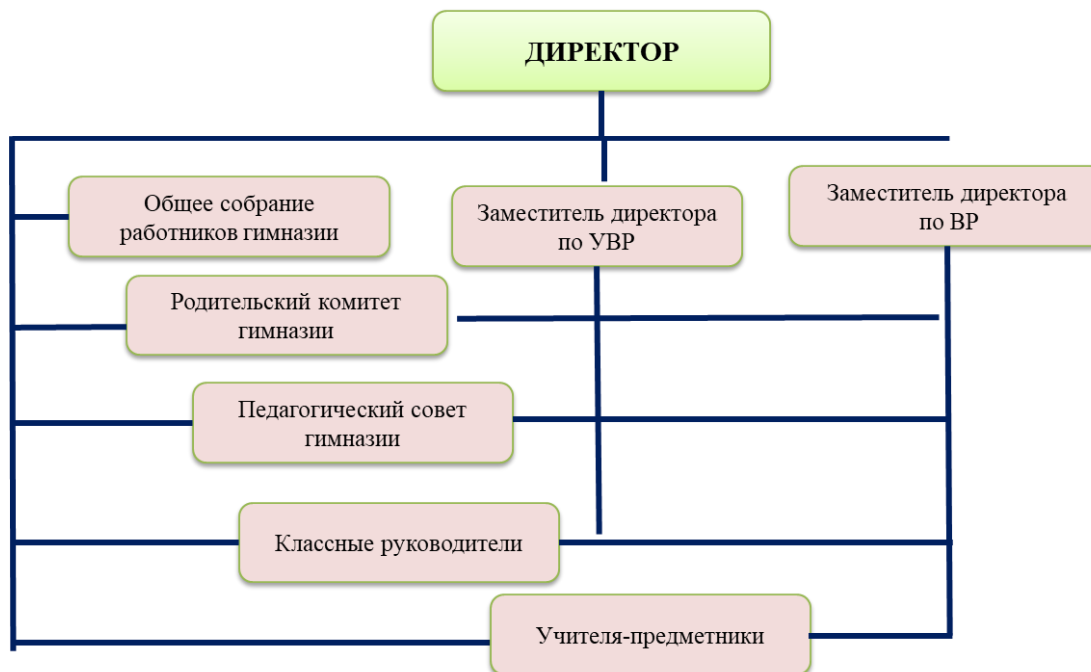 ДИРЕКТОР
Общее собрание
работников гимназии
Заместитель директора
по УВР
Заместитель директора
по ВР
Родительский комитет
гимназии
Педагогический совет
гимназии
Классные руководители
Учителя-предметники